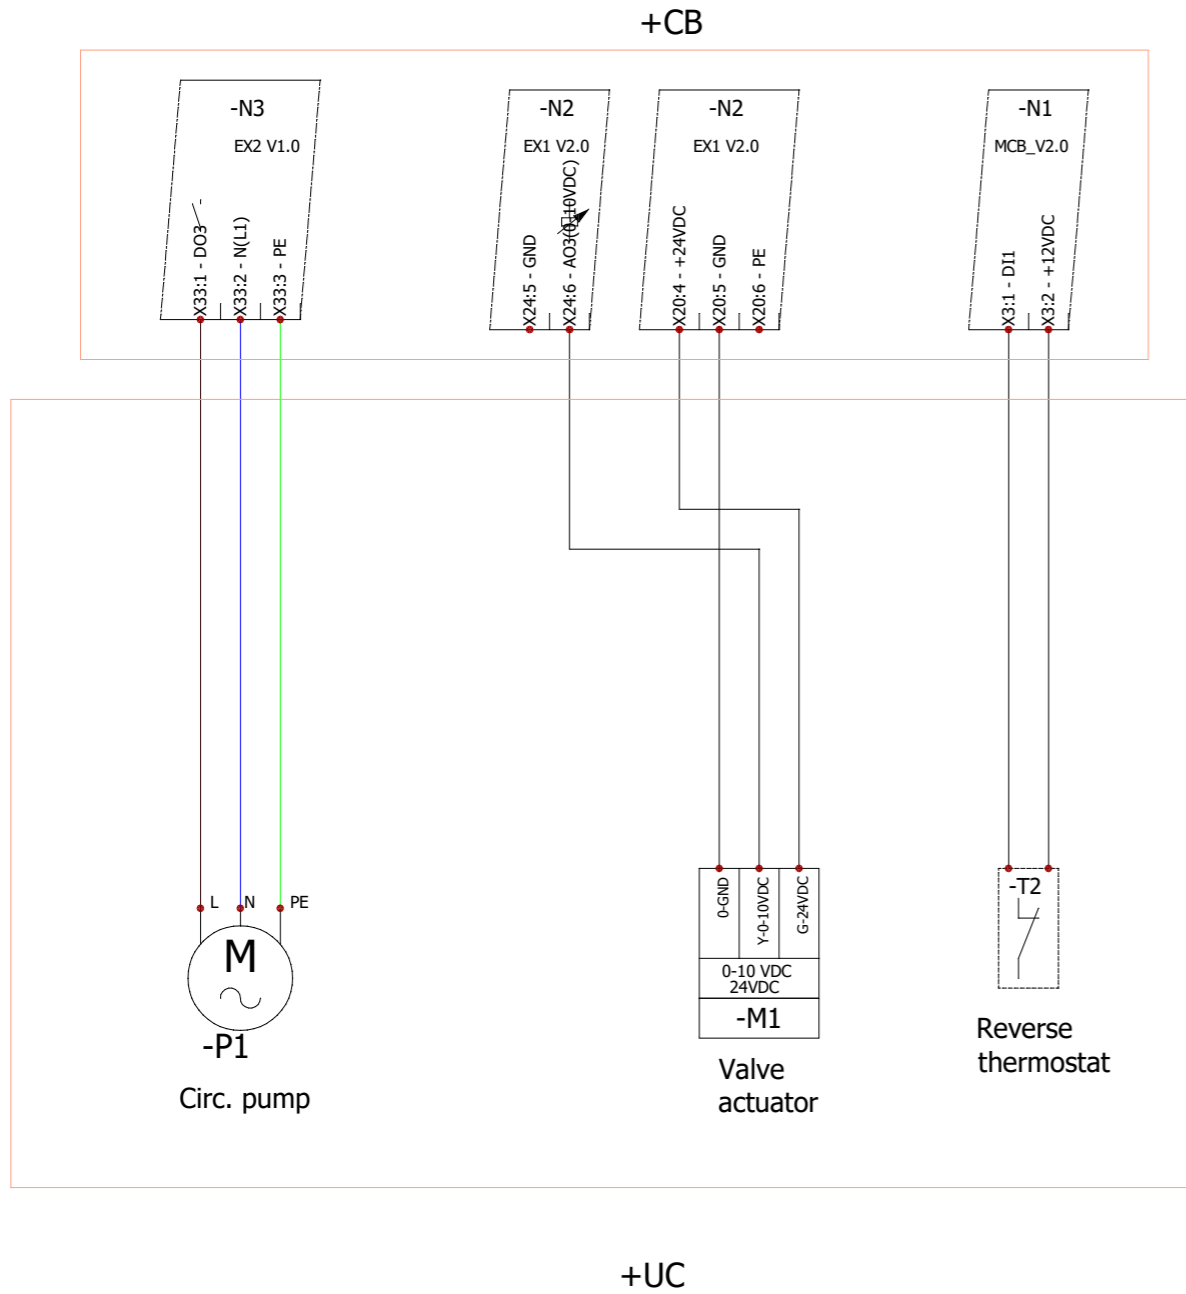 +CB
-N3
EX2 V1.0
X33:1 - DO3
X33:2 - N(L1)
X33:3 - PE
-N2
EX1 V2.0
X24:5 - GND
X24:6 - AO3(0-10VDC)
-N2
EX1 V2.0
X20:4 - +24VDC
X20:5 - GND
X20:6 - PE
-N1
MCB_V2.0
X3:1 - DI1
X3:2 - +12VDC
L
N
PE
M
-P1
Circ. pump
0-GND
Y-0-10VDC
G-24VDC
0-10 VDC
24VDC
-M1
Valve
actuator
-T2
Reverse
thermostat
+UC